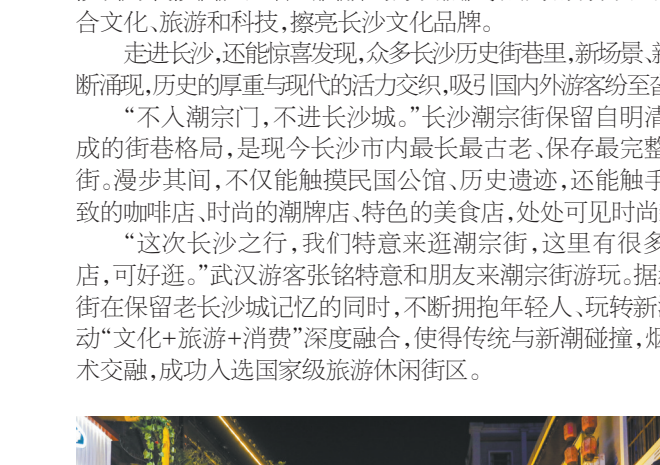 合文化、旅游和科技,擦亮长沙文化品牌。
走进长沙,还能惊喜发现,众多长沙历史街巷里,新场景、
断涌现,历史的厚重与现代的活力交织,吸引国内外游客纷至
“不入潮宗门,不进长沙城。”长沙潮宗街保留自明清
成的街巷格局,是现今长沙市内最长最古老、保存最完整
街。漫步其间,不仅能触摸民国公馆、历史遗迹,还能触手
致的咖啡店、时尚的潮牌店、特色的美食店,处处可见时尚
“这次长沙之行,我们特意来逛潮宗街,这里有很多
店,可好逛。”武汉游客张铭特意和朋友来潮宗街游玩。据
街在保留老长沙城记忆的同时,不断拥抱年轻人、玩转新
动“文化+旅游+消费”深度融合,使得传统与新潮碰撞,
术交融,成功入选国家级旅游休闲街区。